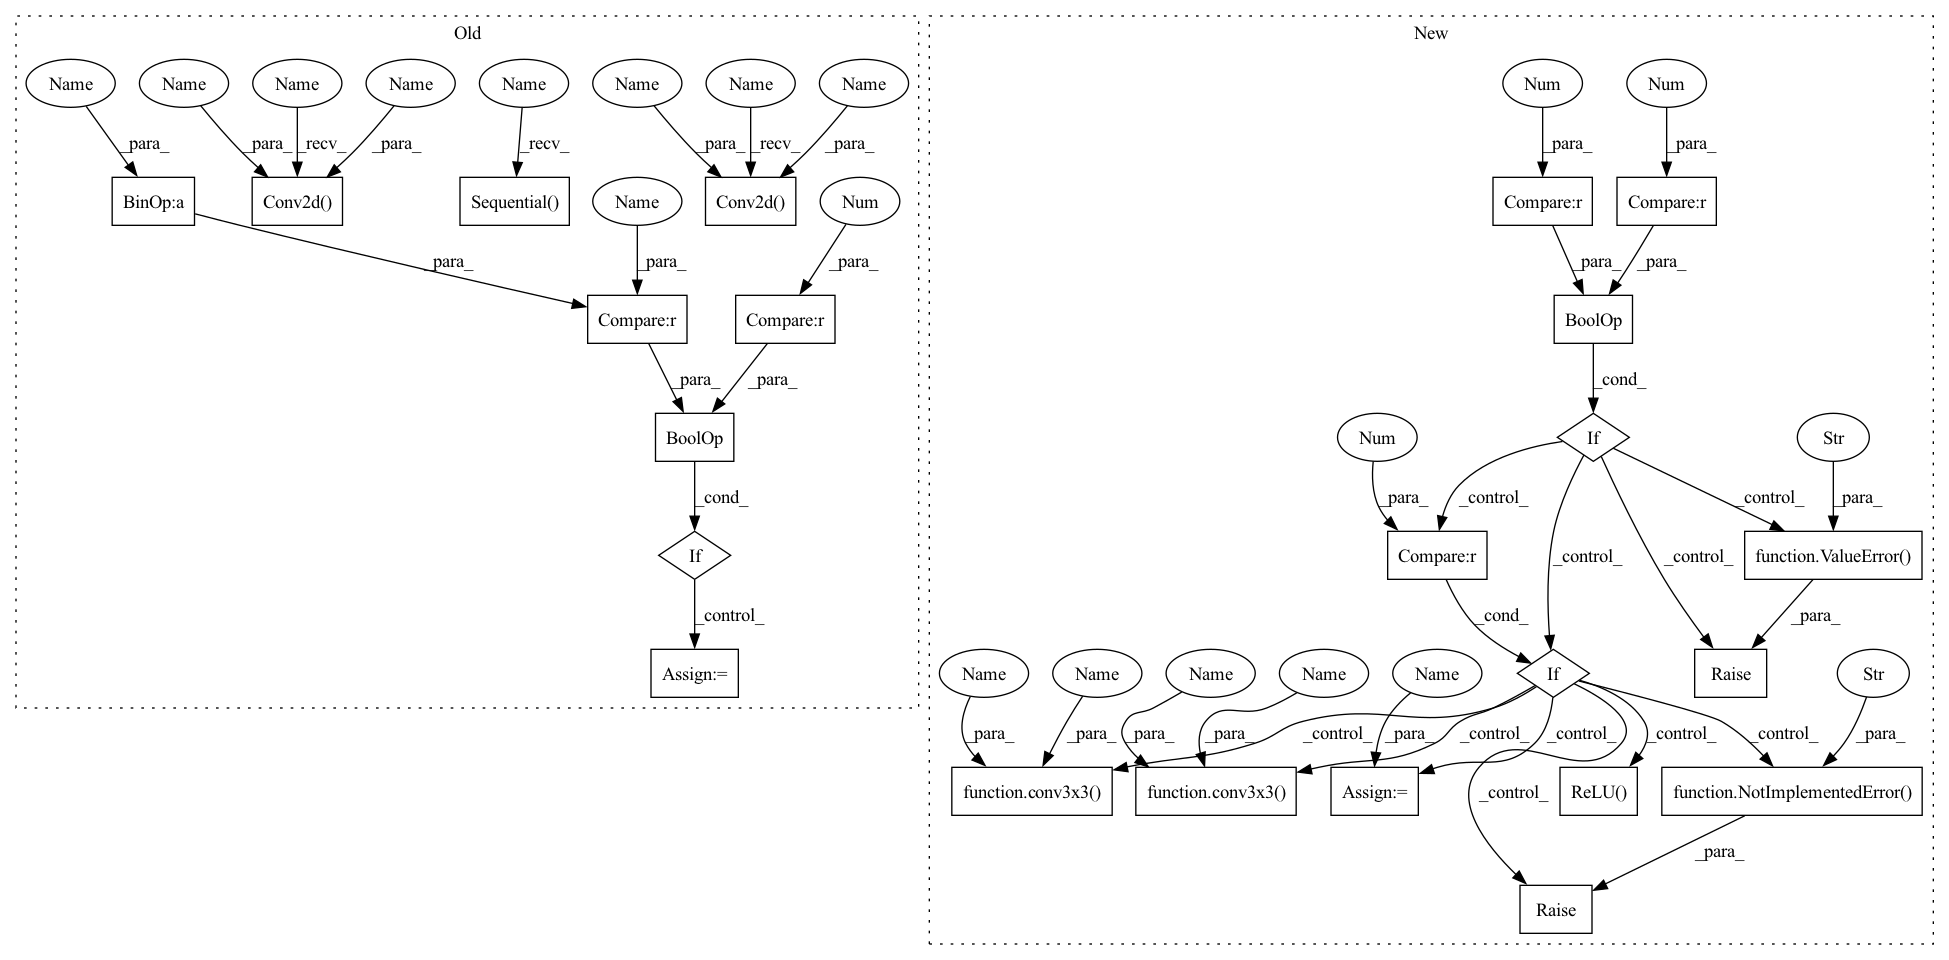 Old
New
Name Name Name Name Name Name Name Name
Num Num
_para_ _para_ _recv_ _para_ _recv_ _para_ _recv_ _para_
_para_ _para_
BinOp:a Conv2d() Sequential() Name Conv2d() Num
Compare:r Compare:r
_para_ _para_ _para_
_para_ _para_
Compare:r Compare:r
BoolOp
_para_ _para_
_cond_
BoolOp
Num If Str
_cond_
_para_ _control_ _control_ _control_ _control_ _para_
If
Compare:r function.ValueError()
_control_
_cond_ _para_
Assign:=
Name Name Name Name Name If Raise Str
_para_ _para_ _para_ _para_ _control_ _control_ _para_ _control_ _control_ _control_ _para_
function.conv3x3() function.conv3x3() Assign:= ReLU() function.NotImplementedError()
_control_ _para_
Raise